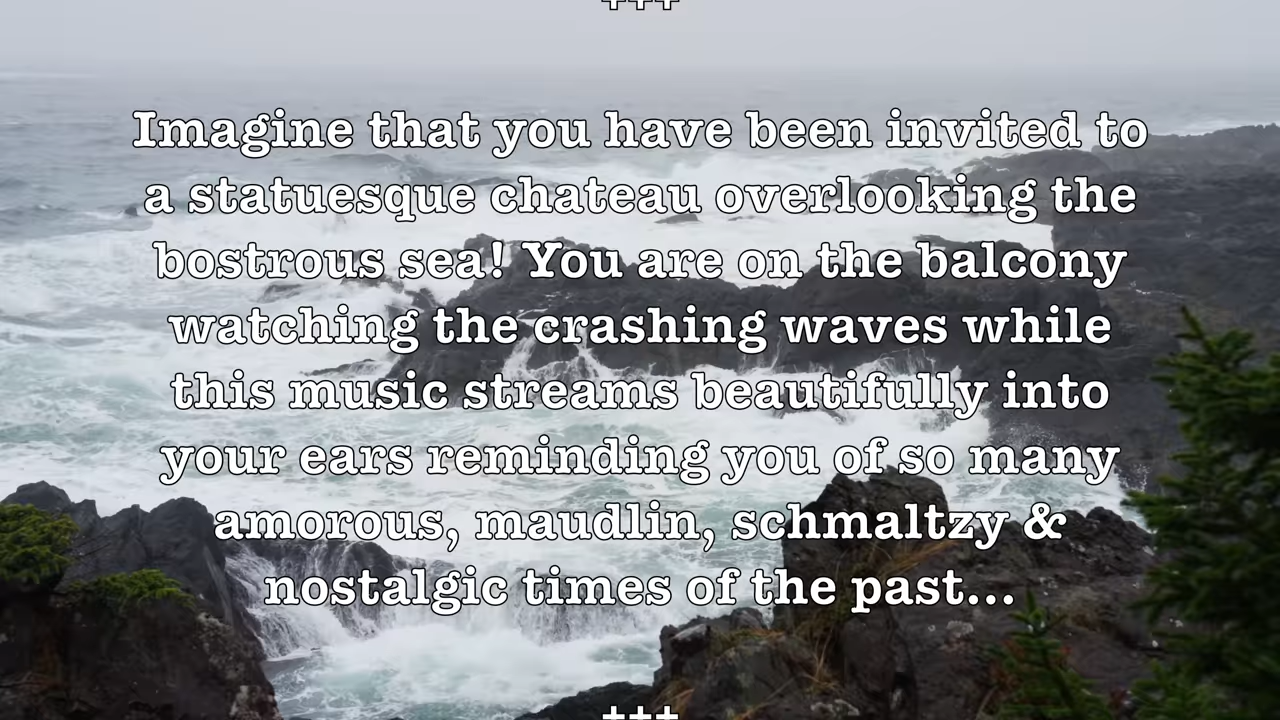 +++
Imagine that you have been invited to
a statuesque chateau overlooking the
bostrous sea! You are on the balcony
watching the crashing waves while
this music streams beautifully into
your ears reminding you of so many
amorous, maudlin, schmaltzy &
nostalgic times of the past...
+++